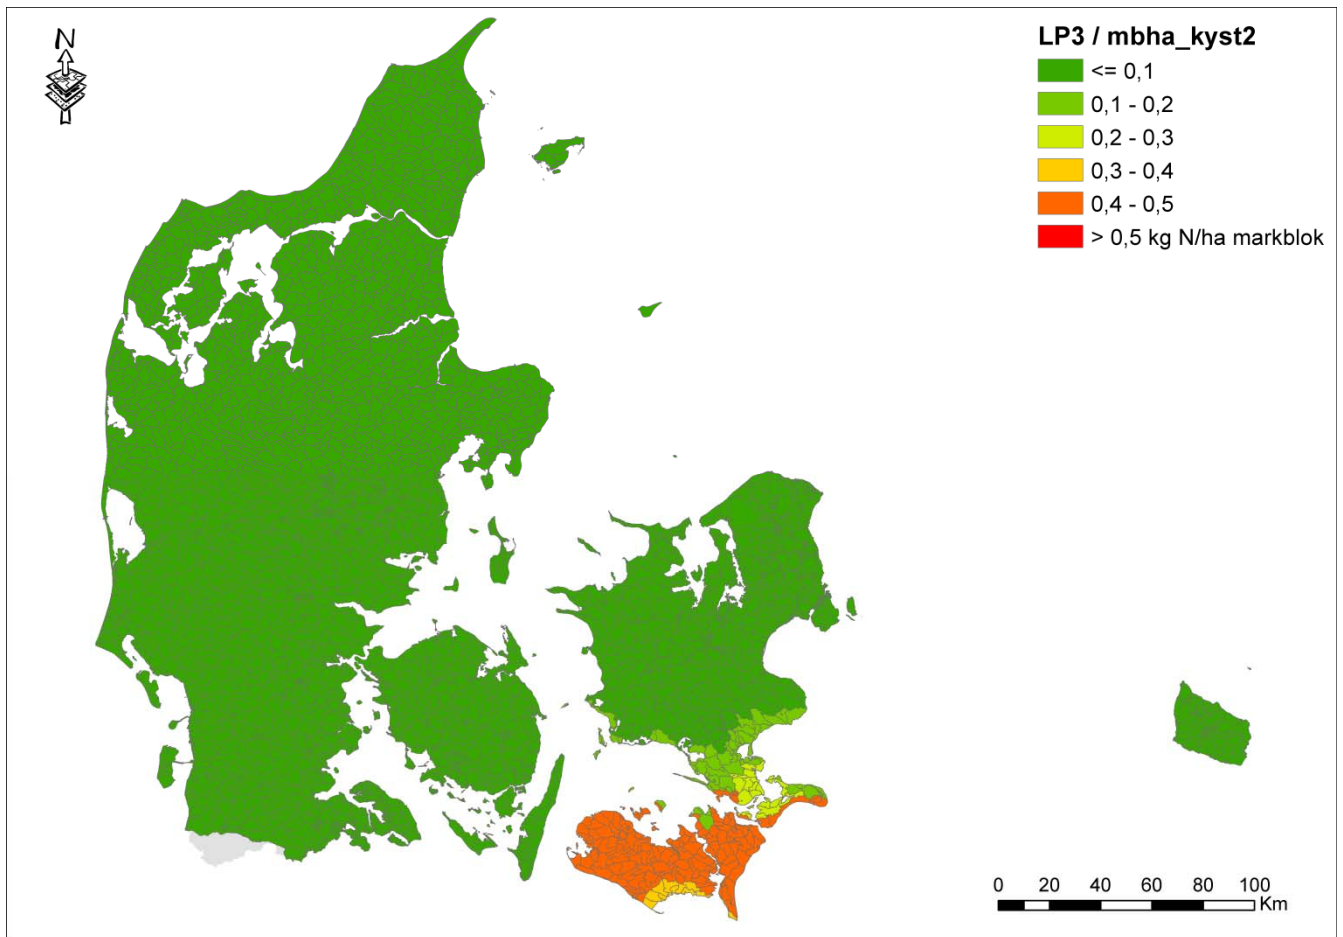 N
LP3 / mbha_kyst2
<= 0,1
0,1 - 0,2
0,2 - 0,3
0,3 - 0,4
0,4 - 0,5
> 0,5 kg N/ha markblok
0 20 40 60 80 100
Km